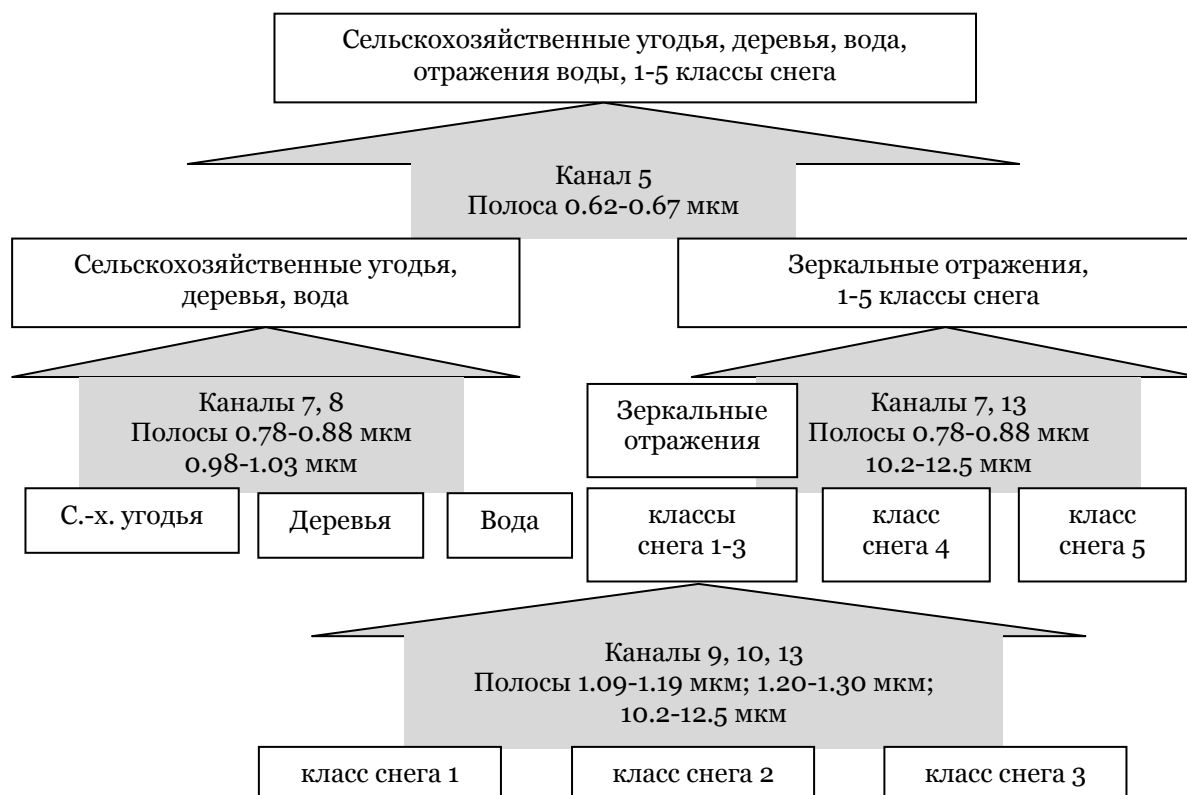 Сельскохозяйственные угодья, деревья, вода,
отражения воды, 1-5 классы снега
Канал 5
Полоса 0.62-0.67 мкм
Сельскохозяйственные угодья,
деревья, вода
Зеркальные отражения,
1-5 классы снега
Каналы 7, 8
Полосы 0.78-0.88 мкм
0.98-1.03 мкм
Зеркальные
отражения
Каналы 7, 13
Полосы 0.78-0.88 мкм
10.2-12.5 мкм
С.-х. угодья
Деревья
Вода
классы
снега 1-3
класс
снега 4
класс
снега 5
Каналы 9, 10, 13
Полосы 1.09-1.19 мкм; 1.20-1.30 мкм;
10.2-12.5 мкм
класс снега 1
класс снега 2
класс снега 3